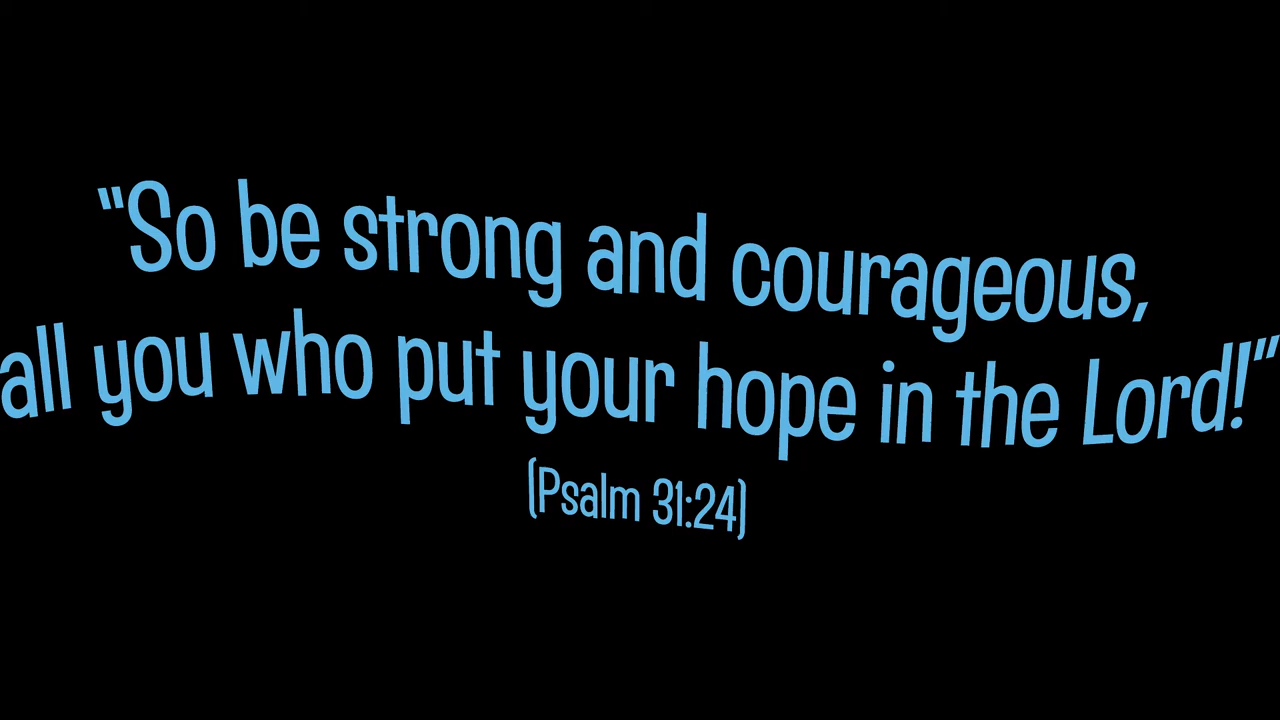 “So be strong and courageous,
all you who put your hope in the Lord!”
(Psalm 31:24)